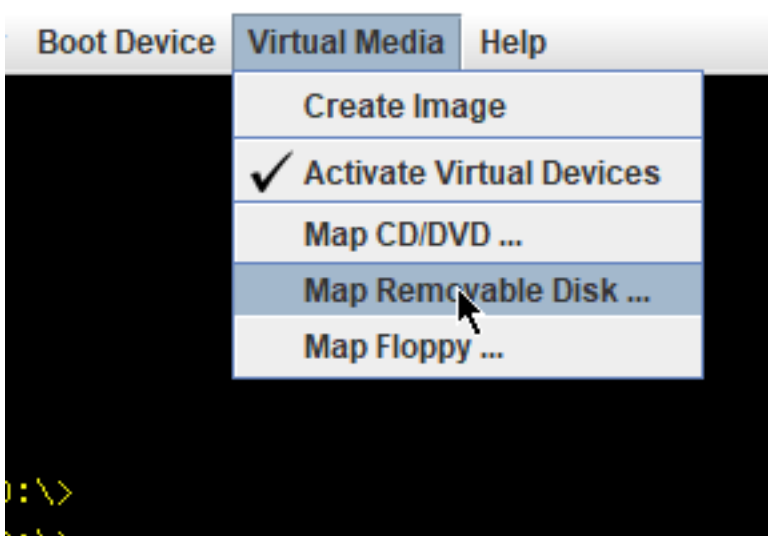 Boot Device Virtual Media Help
Create Image
Activate Virtual Devices
Map CD/DVD ...
Map Removable Disk ...
Map Floppy ...
:\>